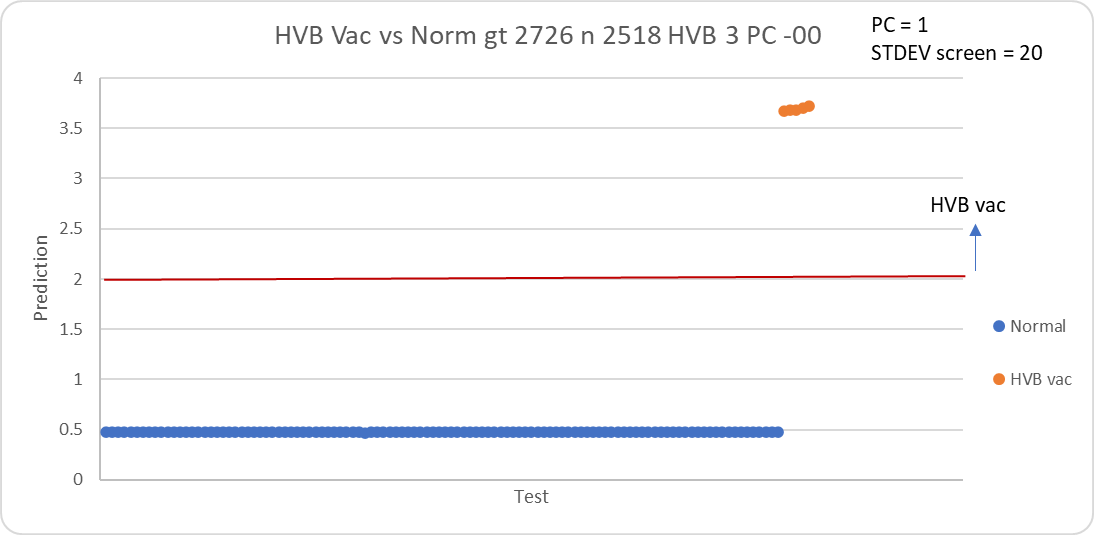 HVB Vac vs Norm gt 2726 n 2518 HVB 3 PC -00
PC = 1
STDEV screen = 20
4
3.5
3
2.5
2
1.5
1
0.5
0
Prediction
Test
HVB vac
Normal
HVB vac